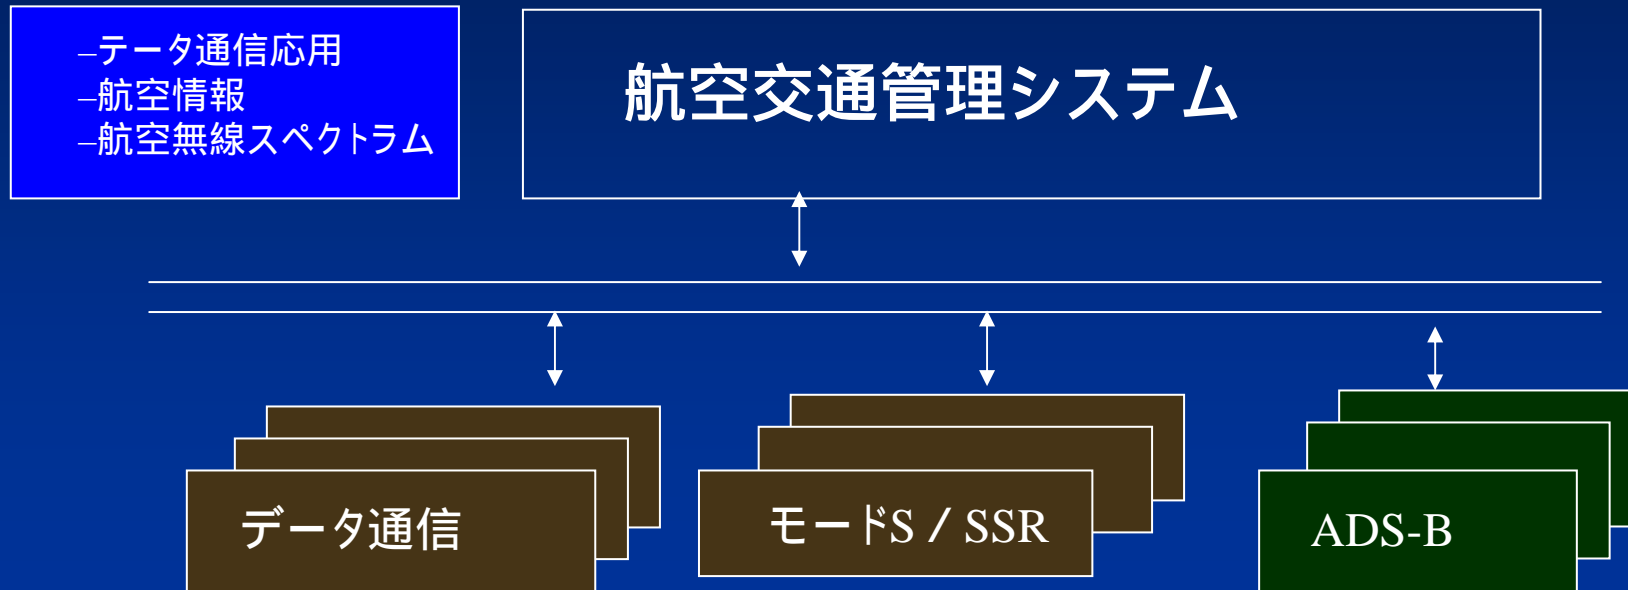 –テータ通信応用
–航空情報
–航空無線スペクトラム
航空交通管理システム
データ通信
モードS / SSR
ADS-B